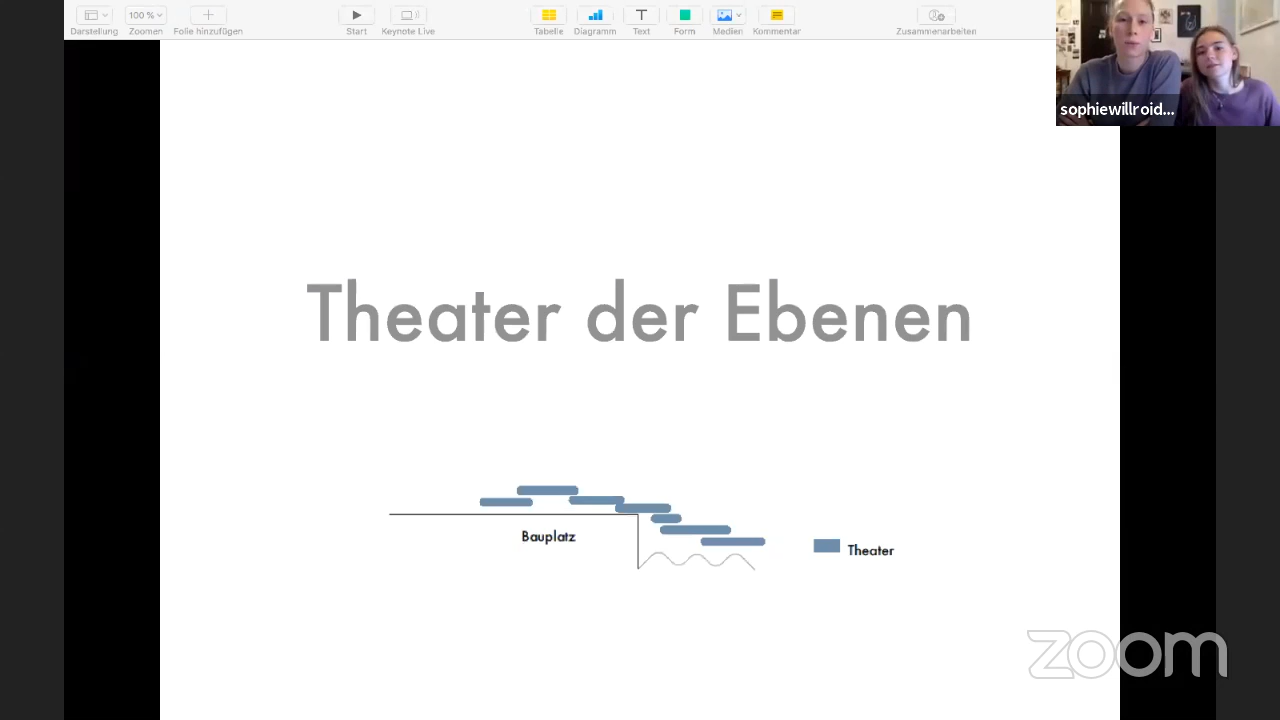 100 %
Darstellung
Zoomen
Folie hinzufügen
Start
Keynote Live
Tabelle
Diagramm
Text
Form
Medien
Kommentar
Zusammenarbeiten
sophiewillroid...
Theater der Ebenen
Bauplatz
Theater
zoom